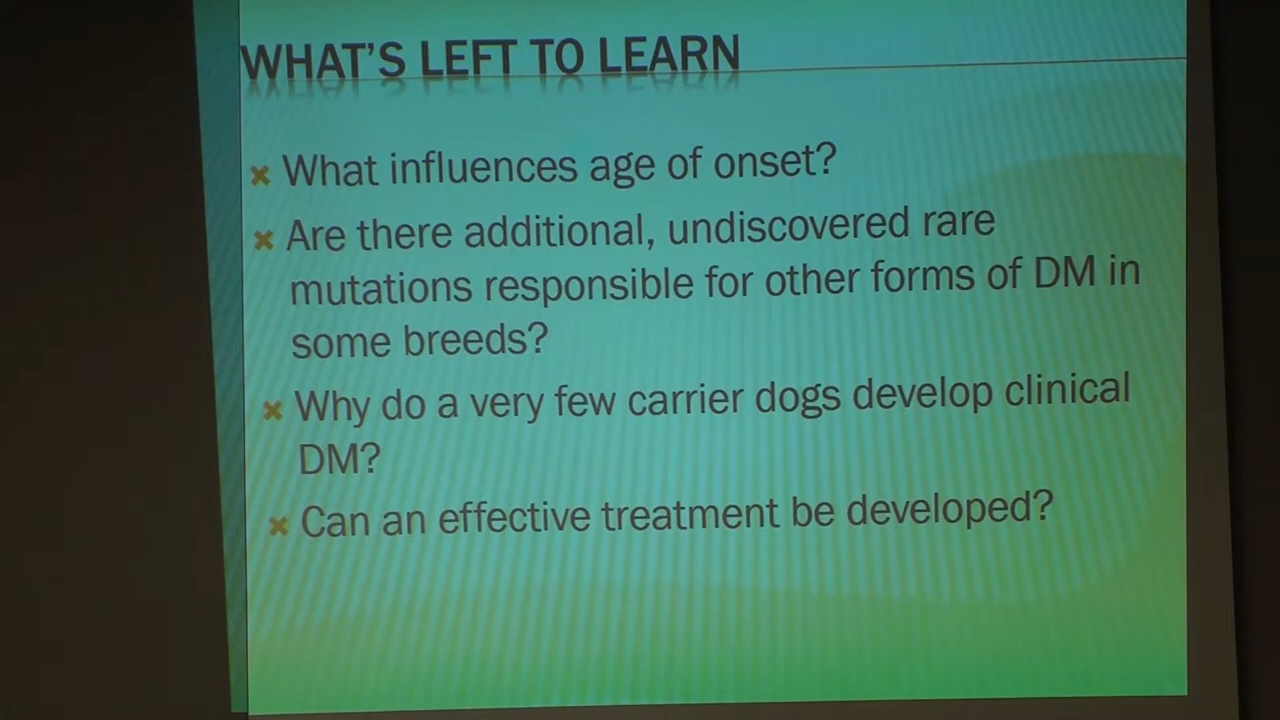 WHAT'S LEFT TO LEARN
What influences age of onset?
Are there additional, undiscovered rare
mutations responsible for other forms of DM in
some breeds?
Why do a very few carrier dogs develop clinical
DM?
Can an effective treatment be developed?